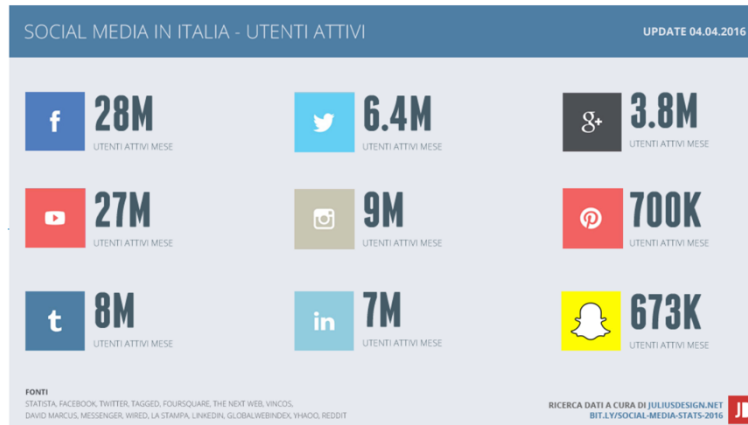 SOCIAL MEDIA IN ITALIA - UTENTI ATTIVI
UPDATE 04.04.2016
f
28M
UTENTI ATTIVI MESE
6.4M
UTENTI ATTIVI MESE
g+
3.8M
UTENTI ATTIVI MESE
27M
UTENTI ATTIVI MESE
9M
UTENTI ATTIVI MESE
700K
UTENTI ATTIVI MESE
t
8M
UTENTI ATTIVI MESE
in
7M
UTENTI ATTIVI MESE
673K
UTENTI ATTIVI MESE
FONTI
STATISTA, FACEBOOK, TWITTER, TAGGED, FOURSQUARE, THE NEXT WEB, VINCOS,
DAVID MARCUS, MESSENGER, WIRED, LA STAMPA, LINKEDIN, GLOBALWEBINDEX, YHAOO, REDDIT
RICERCA DATI A CURA DI JULIUSDESIGN.NET
BIT.LY/SOCIAL-MEDIA-STATS-2016